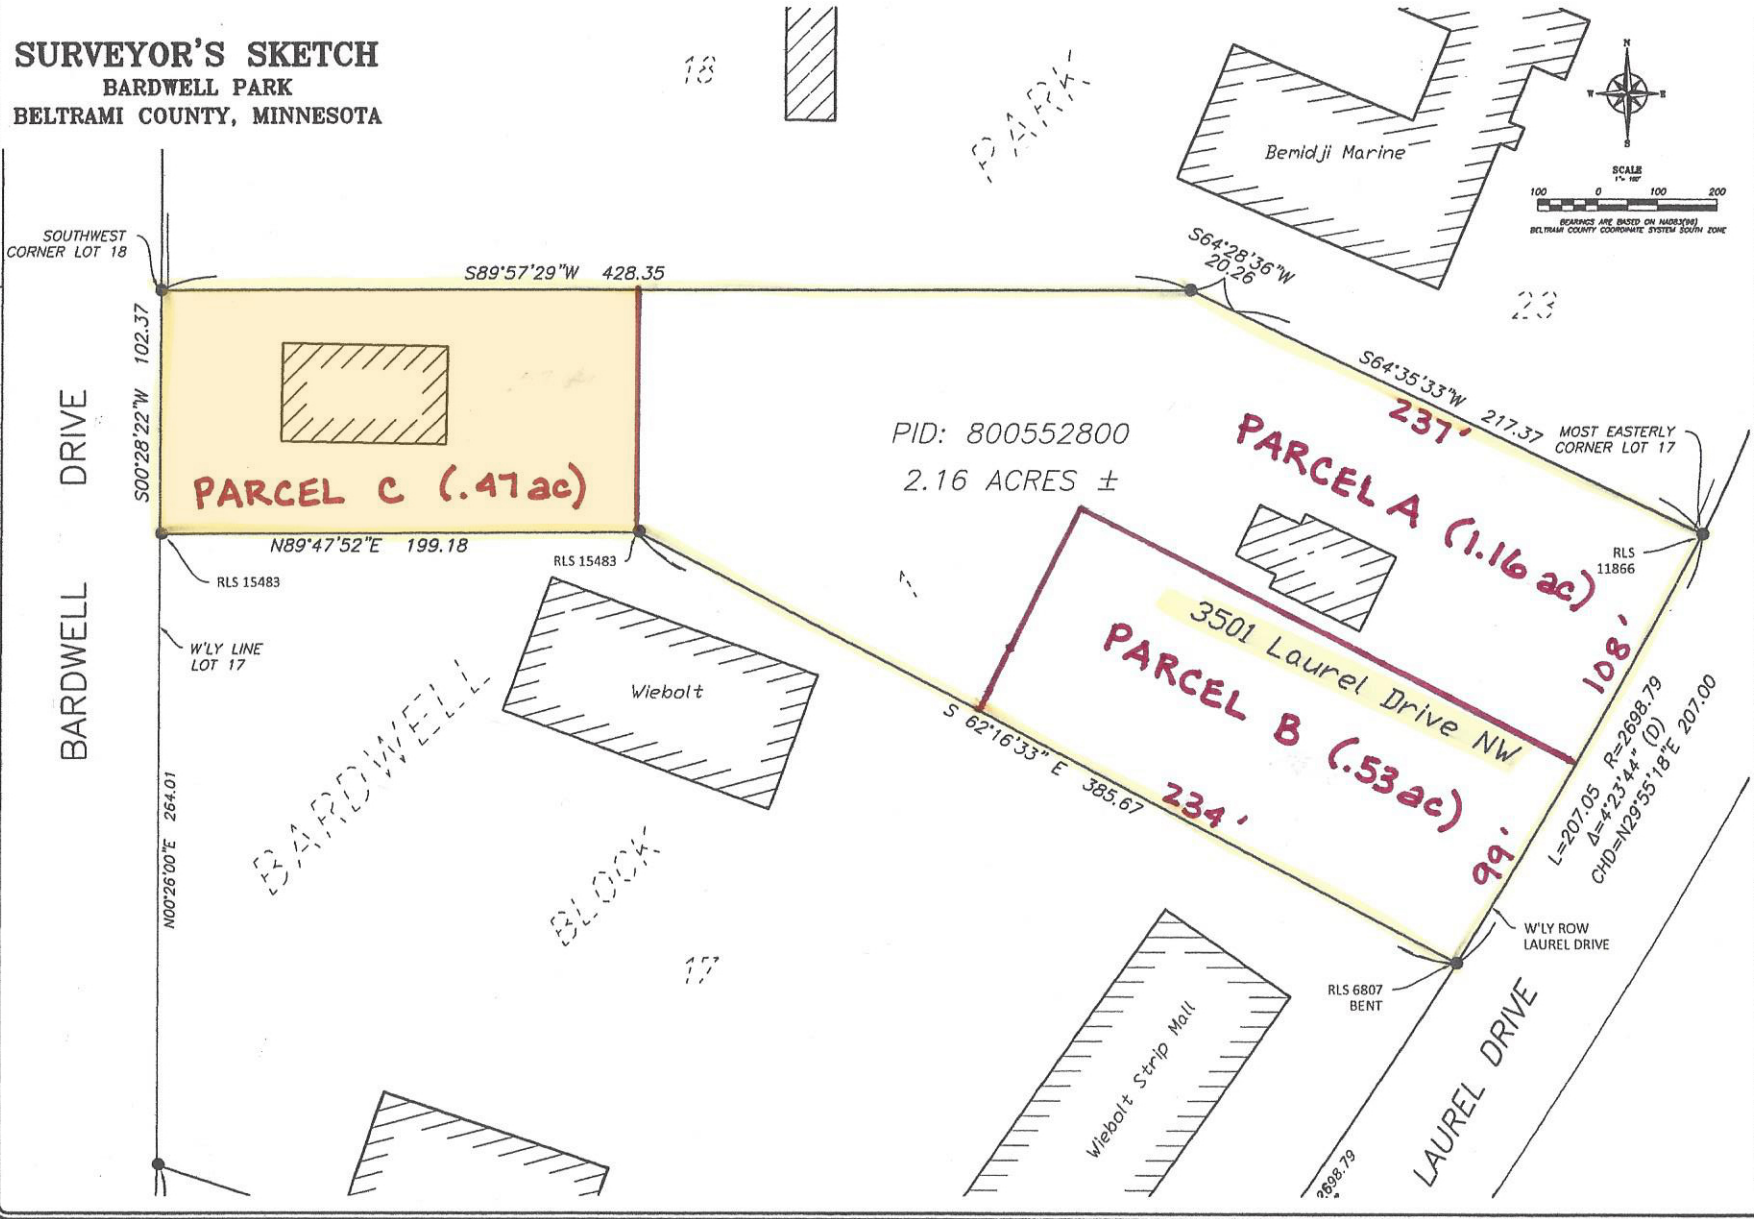 SURVEYOR'S SKETCH
BARDWELL PARK
BELTRAMI COUNTY, MINNESOTA
18
PARK
Bemidji Marine
N
W
E
S
SCALE
1"= 100'
100 0 100 200
BEARINGS ARE BASED ON NAD83(96)
BELTRAMI COUNTY COORDINATE SYSTEM SOUTH ZONE
SOUTHWEST
CORNER LOT 18
S89°57'29"W 428.35
S64°28'36"W
20.26
23
S00°28'22"W 102.37
S64°35'33"W 217.37
237'
MOST EASTERLY
CORNER LOT 17
PID: 800552800
2.16 ACRES ±
PARCEL A (1.16 ac)
PARCEL C (.47ac)
BARDWELL DRIVE
N89°47'52"E 199.18
RLS 15483
RLS 15483
RLS
11866
3501 Laurel Drive NW
108'
PARCEL B (.53ac)
W'LY LINE
LOT 17
Wiebolt
S 62°16'33" E 385.67
234'
99'
L=207.05 R=2698.79
Δ=4°23'44" (D)
CHD=N29°55'18"E 207.00
N00°26'00"E 264.01
BARDWELL
BLOCK
17
W'LY ROW
LAUREL DRIVE
RLS 6807
BENT
Wiebolt Strip Mall
LAUREL DRIVE
2698.79